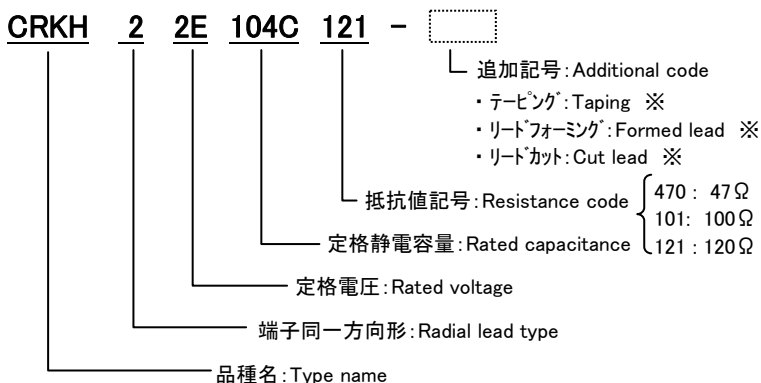 CRKH 2 2E 104C 121 -
追加記号:Additional code
・ﾃｰﾋﾟﾝｸﾞ:Taping ※
・ﾘｰﾄﾞﾌｫｰﾐﾝｸﾞ:Formed lead ※
・ﾘｰﾄﾞｶｯﾄ:Cut lead ※
抵抗値記号:Resistance code
470 : 47Ω
101: 100Ω
121 : 120Ω
定格静電容量:Rated capacitance
定格電圧:Rated voltage
端子同一方向形:Radial lead type
品種名:Type name